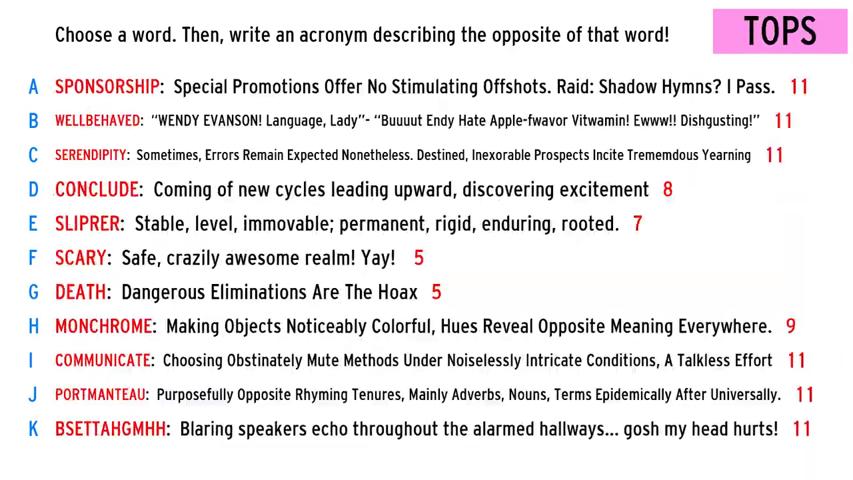 Choose a word. Then, write an acronym describing the opposite of that word!
TOPS
A SPONSORSHIP: Special Promotions Offer No Stimulating Offshots. Raid: Shadow Hymns? I Pass. 11
B WELLBEHAVED: “WENDY EVANSON! Language, Lady”- “Buuuut Endy Hate Apple-fwavor Vitwamin! Ewww!! Dishgusting!” 11
C SERENDIPITY: Sometimes, Errors Remain Expected Nonetheless. Destined, Inexorable Prospects Incite Trememdous Yearning 11
D CONCLUDE: Coming of new cycles leading upward, discovering excitement 8
E SLIPRER: Stable, level, immovable; permanent, rigid, enduring, rooted. 7
F SCARY: Safe, crazily awesome realm! Yay! 5
G DEATH: Dangerous Eliminations Are The Hoax 5
H MONCHROME: Making Objects Noticeably Colorful, Hues Reveal Opposite Meaning Everywhere. 9
I COMMUNICATE: Choosing Obstinately Mute Methods Under Noiselessly Intricate Conditions, A Talkless Effort 11
J PORTMANTEAU: Purposefully Opposite Rhyming Tenures, Mainly Adverbs, Nouns, Terms Epidemically After Universally. 11
K BSETTAHGMHH: Blaring speakers echo throughout the alarmed hallways... gosh my head hurts! 11